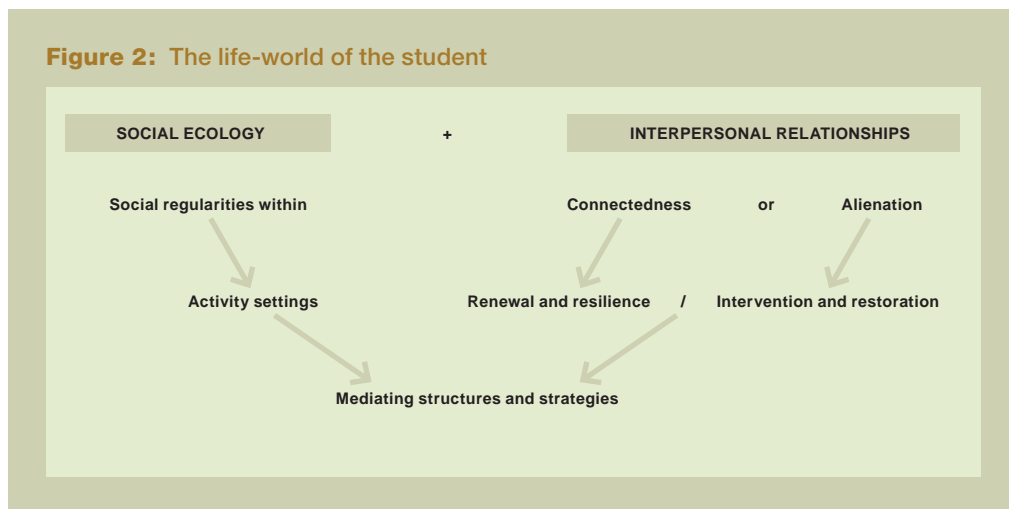 Figure 2: The life-world of the student
SOCIAL ECOLOGY + INTERPERSONAL RELATIONSHIPS
Social regularities within Connectedness or Alienation
Activity settings Renewal and resilience / Intervention and restoration
Mediating structures and strategies